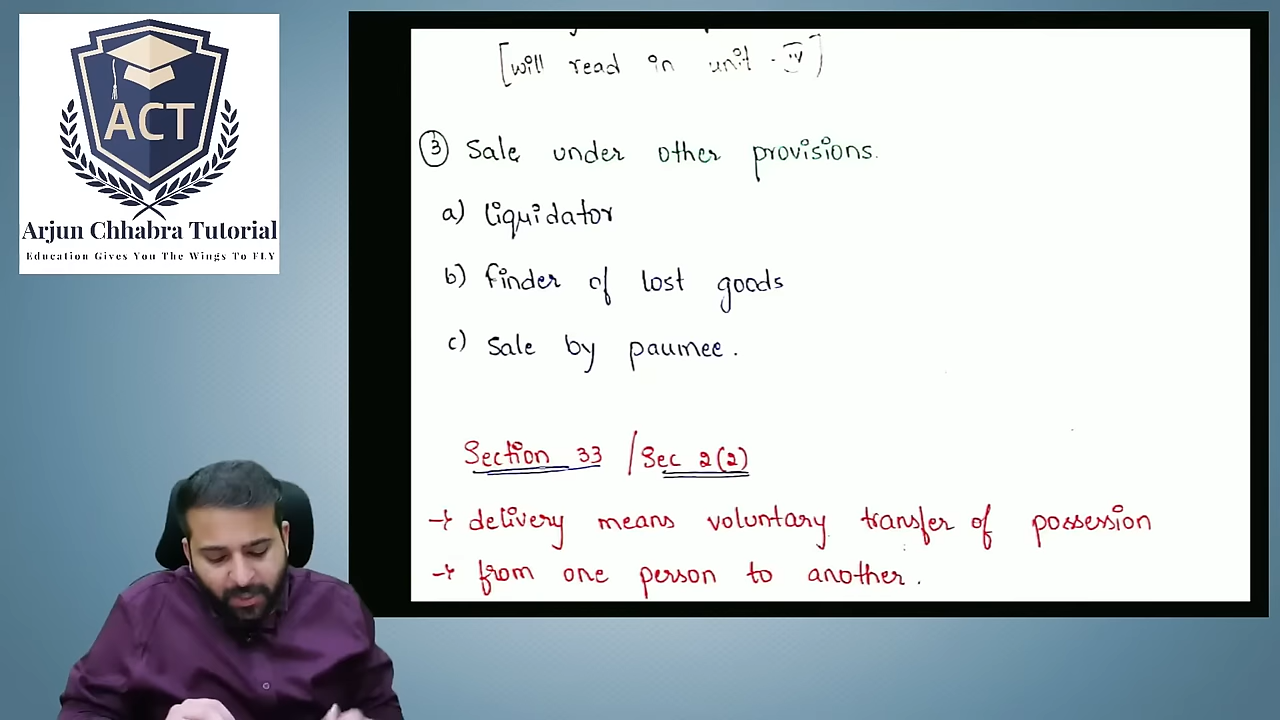 ACT
Arjun Chhabra Tutorial
Education Gives You The Wings To FLY
[will read in unit - IV]
③ Sale under other provisions.
a) liquidator
b) finder of lost goods
c) Sale by pawnee.
Section 33 / Sec 2(2)
→ delivery means voluntary transfer of possession
→ from one person to another.